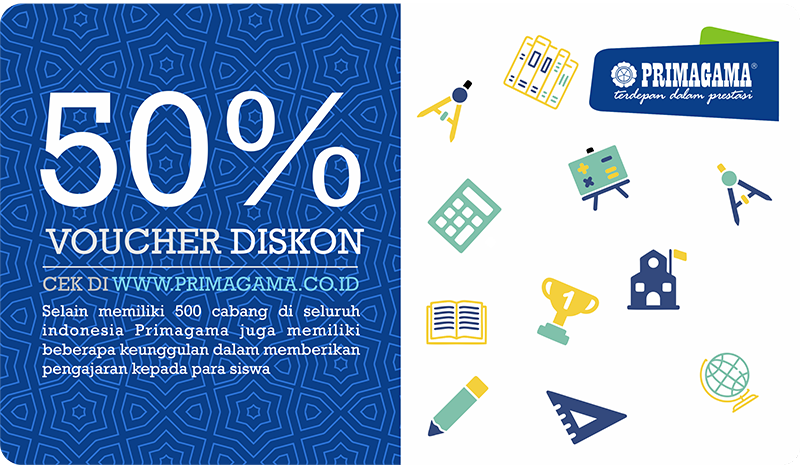 50%
VOUCHER DISKON
CEK DI WWW.PRIMAGAMA.CO.ID
Selain memiliki 500 cabang di seluruh
indonesia Primagama juga memiliki
beberapa keunggulan dalam memberikan
pengajaran kepada para siswa
PRIMAGAMA®
terdepan dalam prestasi
1